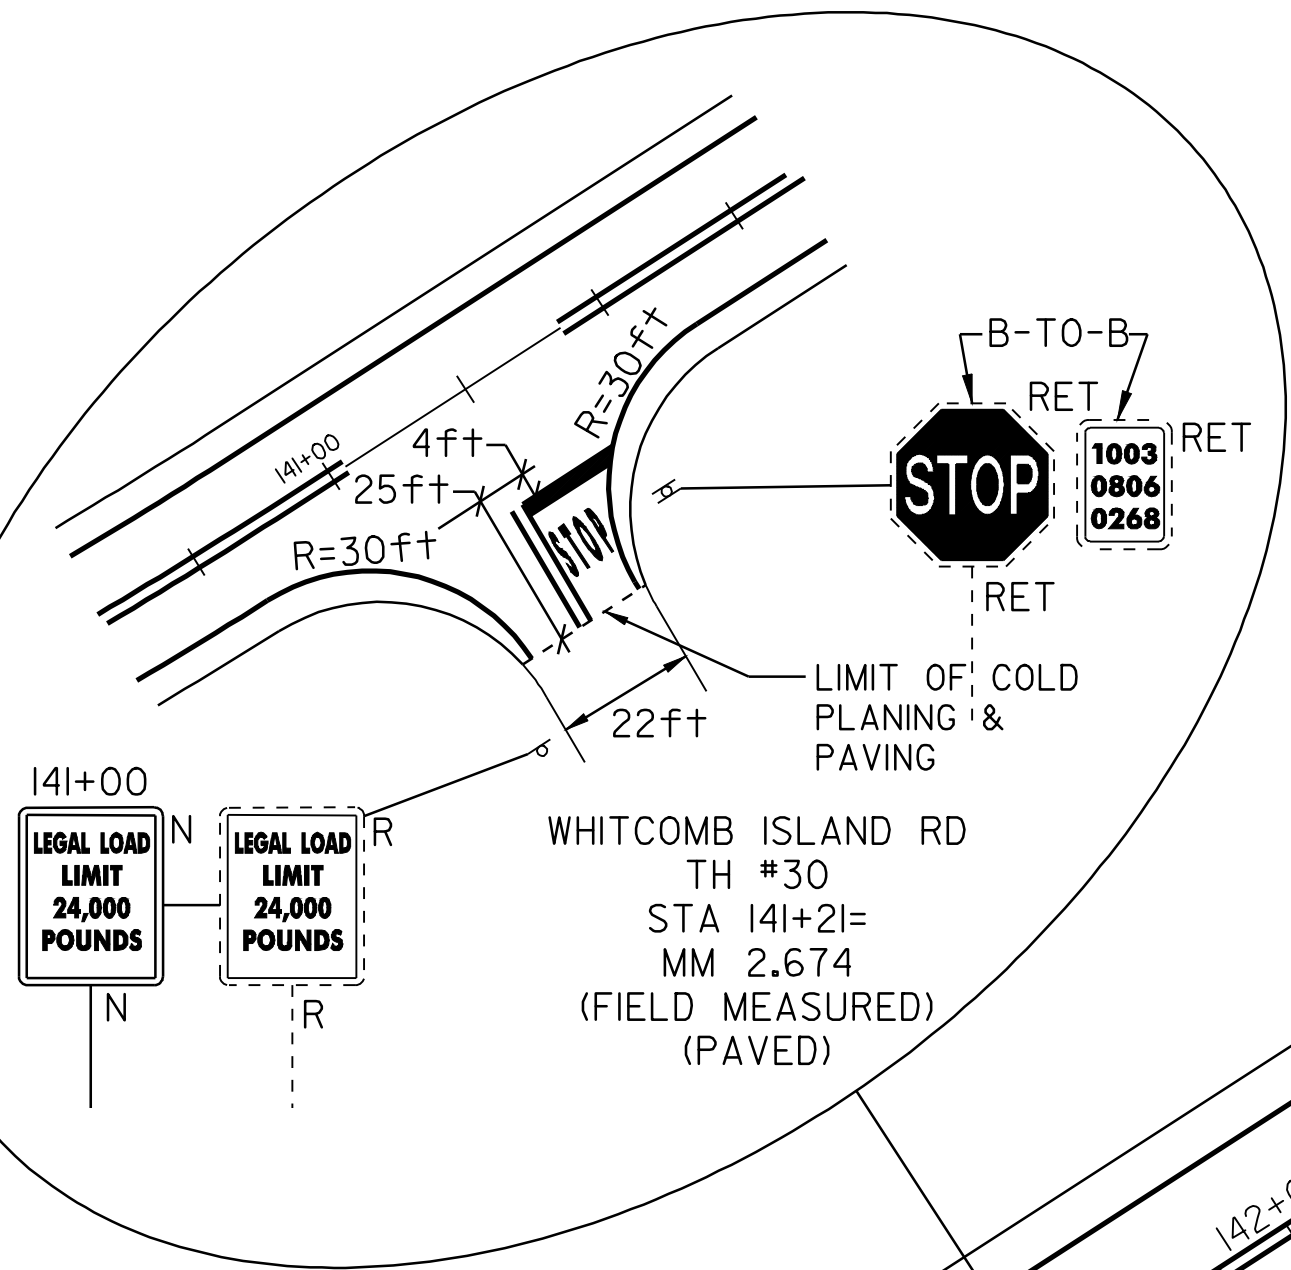 B-TO-B
RET
RET
STOP
1003
0806
0268
RET
R=30ft
4ft
141+00
25ft
R=30ft
STOP
22ft
LIMIT OF COLD
PLANING &
PAVING
141+00
LEGAL LOAD
LIMIT
24,000
POUNDS
N
N
LEGAL LOAD
LIMIT
24,000
POUNDS
R
R
WHITCOMB ISLAND RD
TH #30
STA 141+21=
MM 2.674
(FIELD MEASURED)
(PAVED)